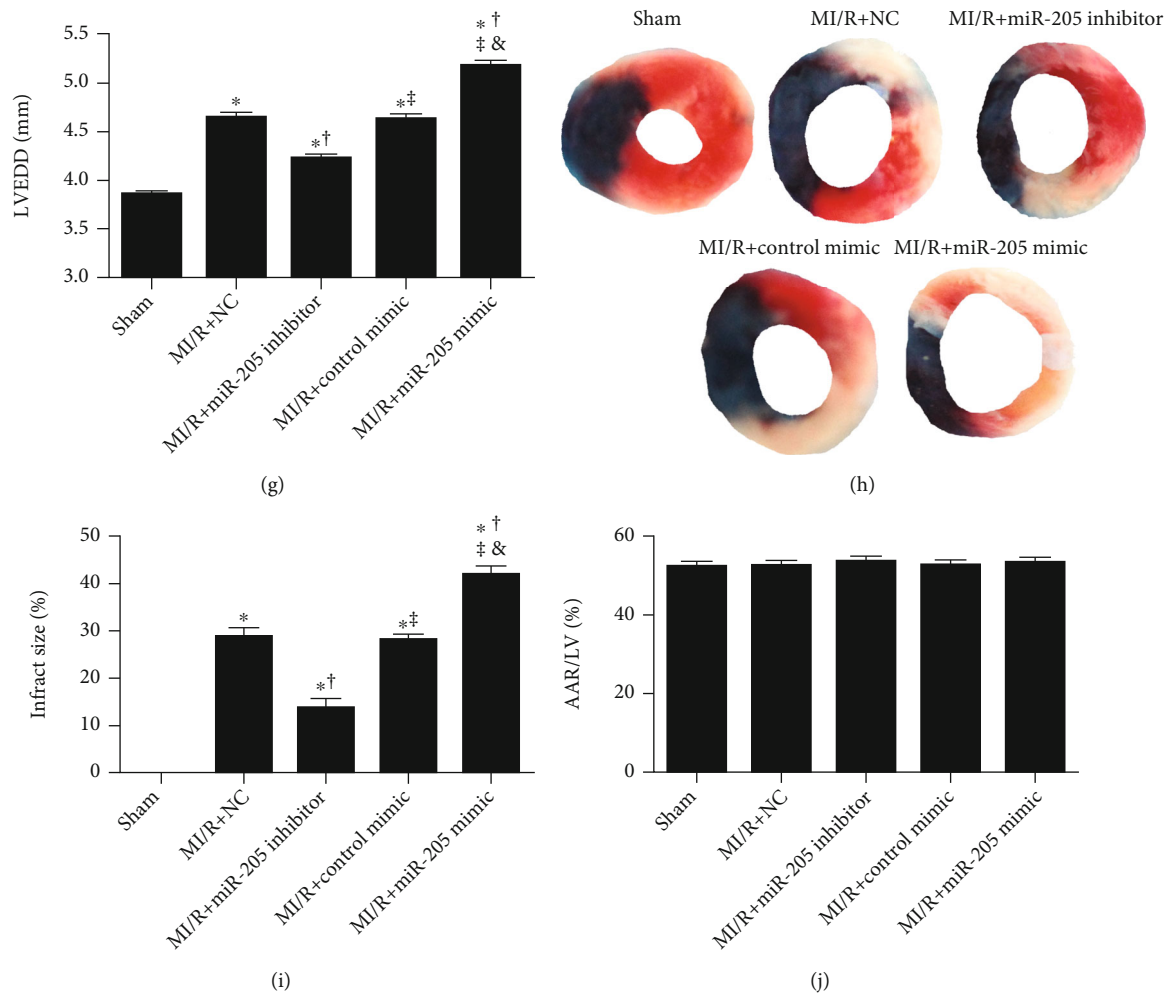 LVEDD (mm)
5.5
5.0
4.5
4.0
3.5
3.0
*
*†
*‡
* †
‡ &
Sham
MI/R+NC
MI/R+miR-205 inhibitor
MI/R+control mimic
MI/R+miR-205 mimic
(g)
Sham
MI/R+NC
MI/R+miR-205 inhibitor
MI/R+control mimic
MI/R+miR-205 mimic
(h)
Infract size (%)
50
40
30
20
10
0
*
*†
*‡
* †
‡ &
Sham
MI/R+NC
MI/R+miR-205 inhibitor
MI/R+control mimic
MI/R+miR-205 mimic
(i)
AAR/LV (%)
60
40
20
0
Sham
MI/R+NC
MI/R+miR-205 inhibitor
MI/R+control mimic
MI/R+miR-205 mimic
(j)